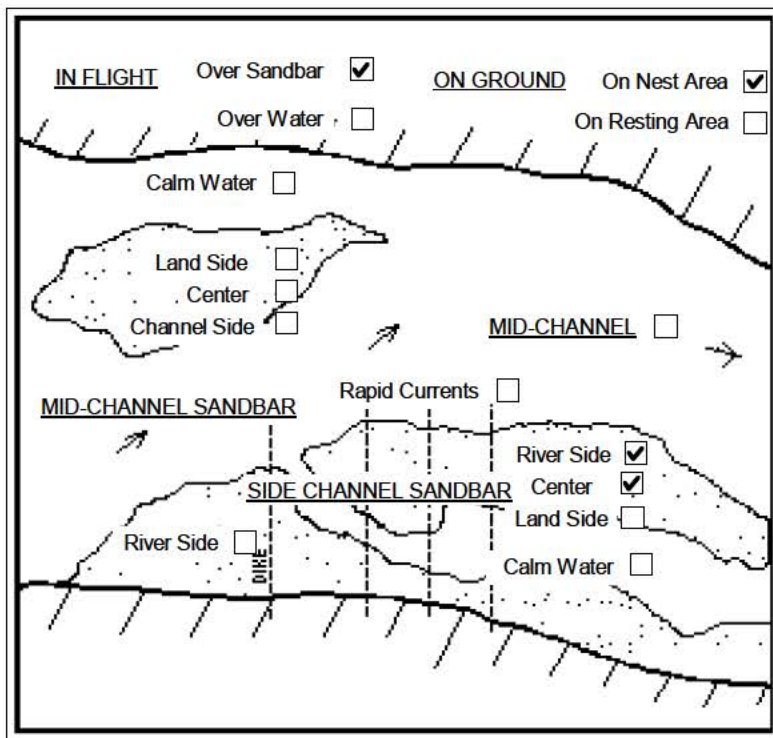 IN FLIGHT Over Sandbar ON GROUND On Nest Area
Over Water On Resting Area
Calm Water
Land Side
Center
Channel Side
MID-CHANNEL
Rapid Currents
MID-CHANNEL SANDBAR
River Side
SIDE CHANNEL SANDBAR Center
Land Side
River Side
DIKE
Calm Water